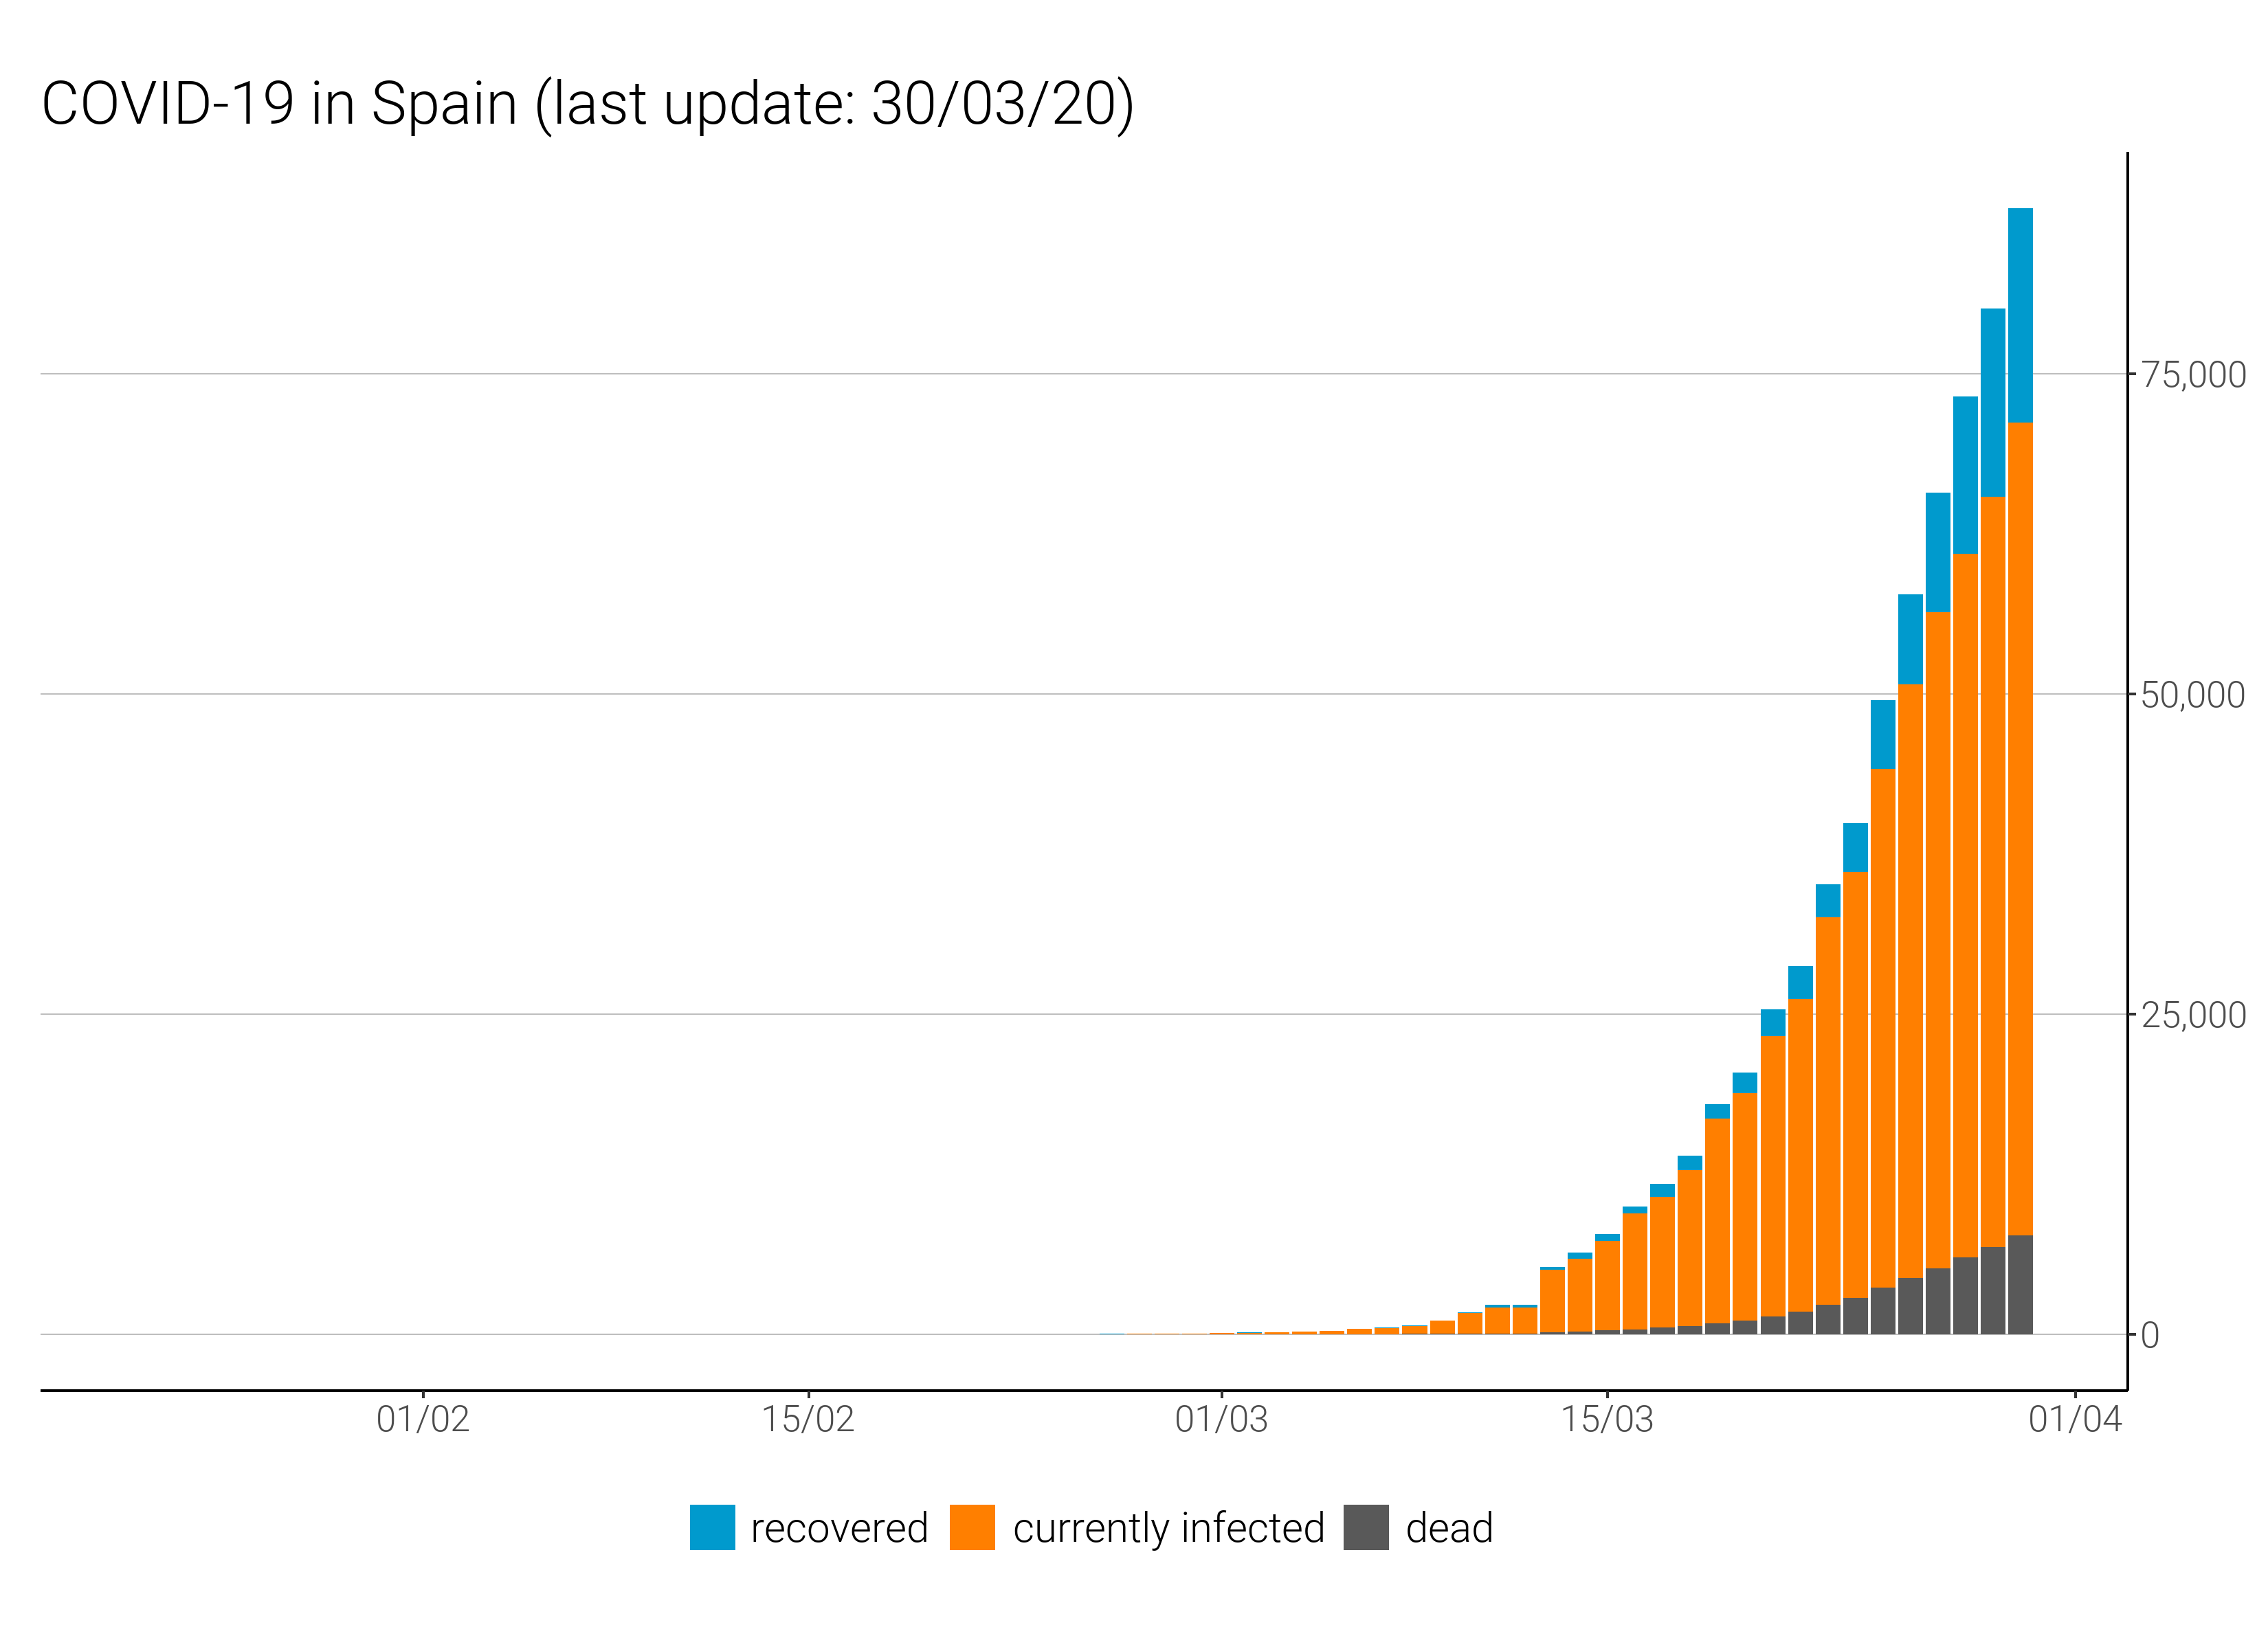 COVID-19 in Spain (last update: 30/03/20)
75,000
50,000
25,000
0
01/02 15/02 01/03 15/03 01/04
recovered currently infected dead